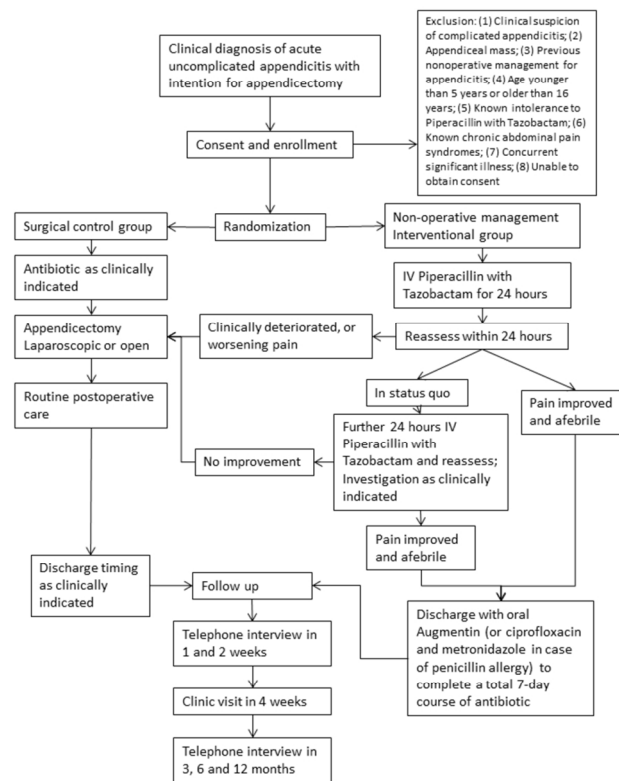 Clinical diagnosis of acute
uncomplicated appendicitis with
intention for appendicectomy
Exclusion: (1) Clinical suspicion
of complicated appendicitis; (2)
Appendiceal mass; (3) Previous
nonoperative management for
appendicitis; (4) Age younger
than 5 years or older than 16
years; (5) Known intolerance to
Piperacillin with Tazobactam; (6)
Known chronic abdominal pain
syndromes; (7) Concurrent
significant illness; (8) Unable to
obtain consent
Consent and enrollment
Surgical control group
Randomization
Non-operative management
Interventional group
Antibiotic as clinically
indicated
IV Piperacillin with
Tazobactam for 24 hours
Appendicectomy
Laparoscopic or open
Clinically deteriorated, or
worsening pain
Reassess within 24 hours
Routine postoperative
care
In status quo
Pain improved
and afebrile
No improvement
Further 24 hours IV
Piperacillin with
Tazobactam and reassess;
Investigation as clinically
indicated
Pain improved
and afebrile
Discharge timing
as clinically
indicated
Follow up
Discharge with oral
Augmentin (or ciprofloxacin
and metronidazole in case
of penicillin allergy) to
complete a total 7-day
course of antibiotic
Telephone interview in
1 and 2 weeks
Clinic visit in 4 weeks
Telephone interview in
3, 6 and 12 months